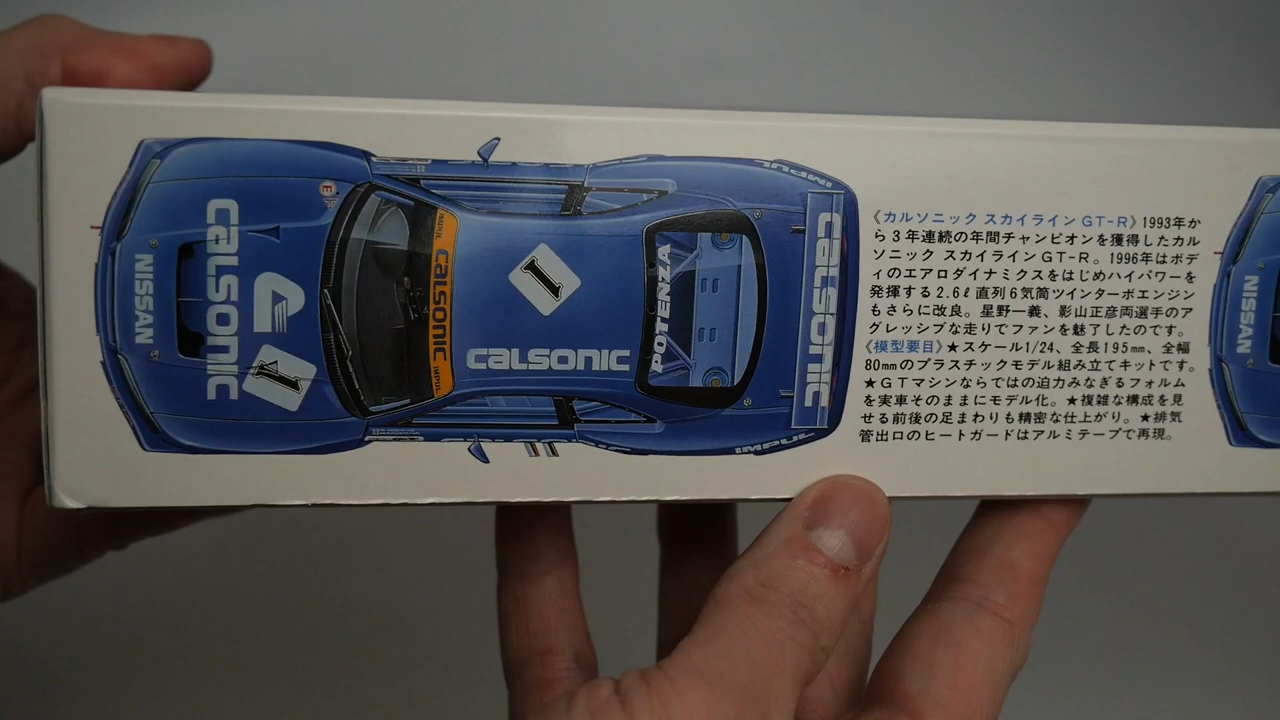 CALSONIC
NISSAN
1
E
IMPUL
CALSONIC
IMPUL
1
CALSONIC
POTENZA
IMPUL
CALSONIC
IMPUL
CALSONIC
《カルソニック スカイライン GT-R》1993年か
ら3年連続の年間チャンピオンを獲得したカル
ソニック スカイラインGT-R。1996年はボデ
ィのエアロダイナミクスをはじめハイパワーを
発揮する2.6ℓ直列6気筒ツインターボエンジン
もさらに改良。星野一義、影山正彦両選手のア
グレッシブな走りでファンを魅了したのです。
《模型要目》★スケール1/24、全長195mm、全幅
80mmのプラスチックモデル組み立てキットです。
★GTマシンならではの迫力みなぎるフォルム
を実車そのままにモデル化。★複雑な構成を見
せる前後の足まわりも精密な仕上がり。★排気
管出口のヒートガードはアルミテープで再現。
NISSAN